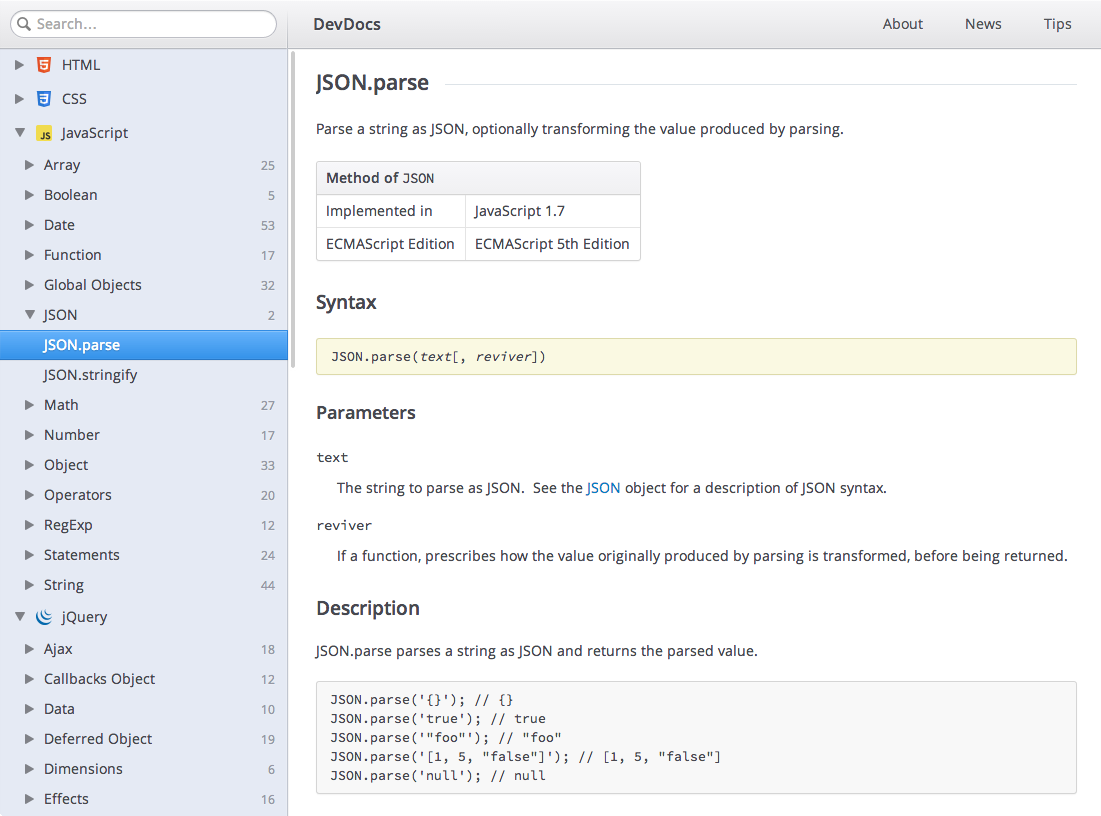 Search...
DevDocs
About
News
Tips
HTML
CSS
JavaScript
Array 25
Boolean 5
Date 53
Function 17
Global Objects 32
JSON 2
JSON.parse
JSON.stringify
Math 27
Number 17
Object 33
Operators 20
RegExp 12
Statements 24
String 44
jQuery
Ajax 18
Callbacks Object 12
Data 10
Deferred Object 19
Dimensions 6
Effects 16
JSON.parse
Parse a string as JSON, optionally transforming the value produced by parsing.
Method of JSON
Implemented in JavaScript 1.7
ECMAScript Edition ECMAScript 5th Edition
Syntax
JSON.parse(text[, reviver])
Parameters
text
The string to parse as JSON.  See the JSON object for a description of JSON syntax.
reviver
If a function, prescribes how the value originally produced by parsing is transformed, before being returned.
Description
JSON.parse parses a string as JSON and returns the parsed value.
JSON.parse('{}'); // {}
JSON.parse('true'); // true
JSON.parse('"foo"'); // "foo"
JSON.parse('[1, 5, "false"]'); // [1, 5, "false"]
JSON.parse('null'); // null